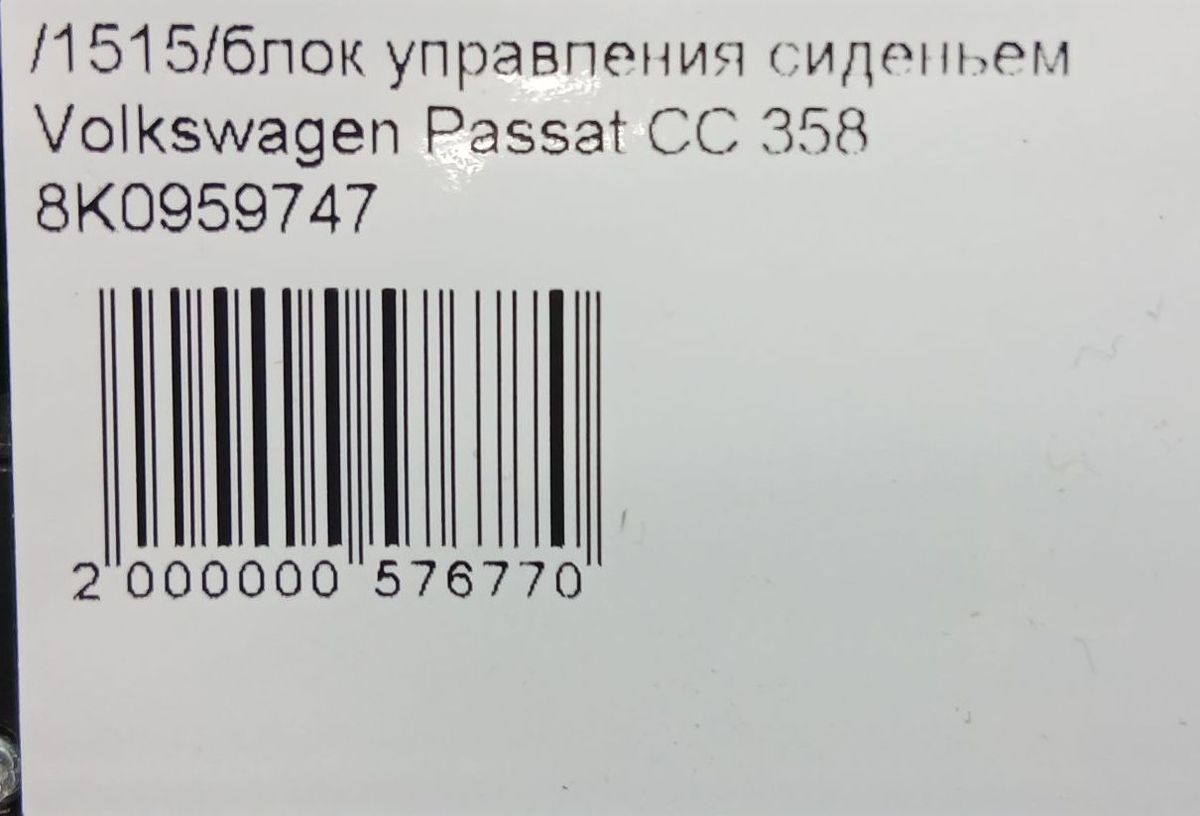 /1515/блок управления сиденьем
Volkswagen Passat CC 358
8K0959747
2 000000 576770